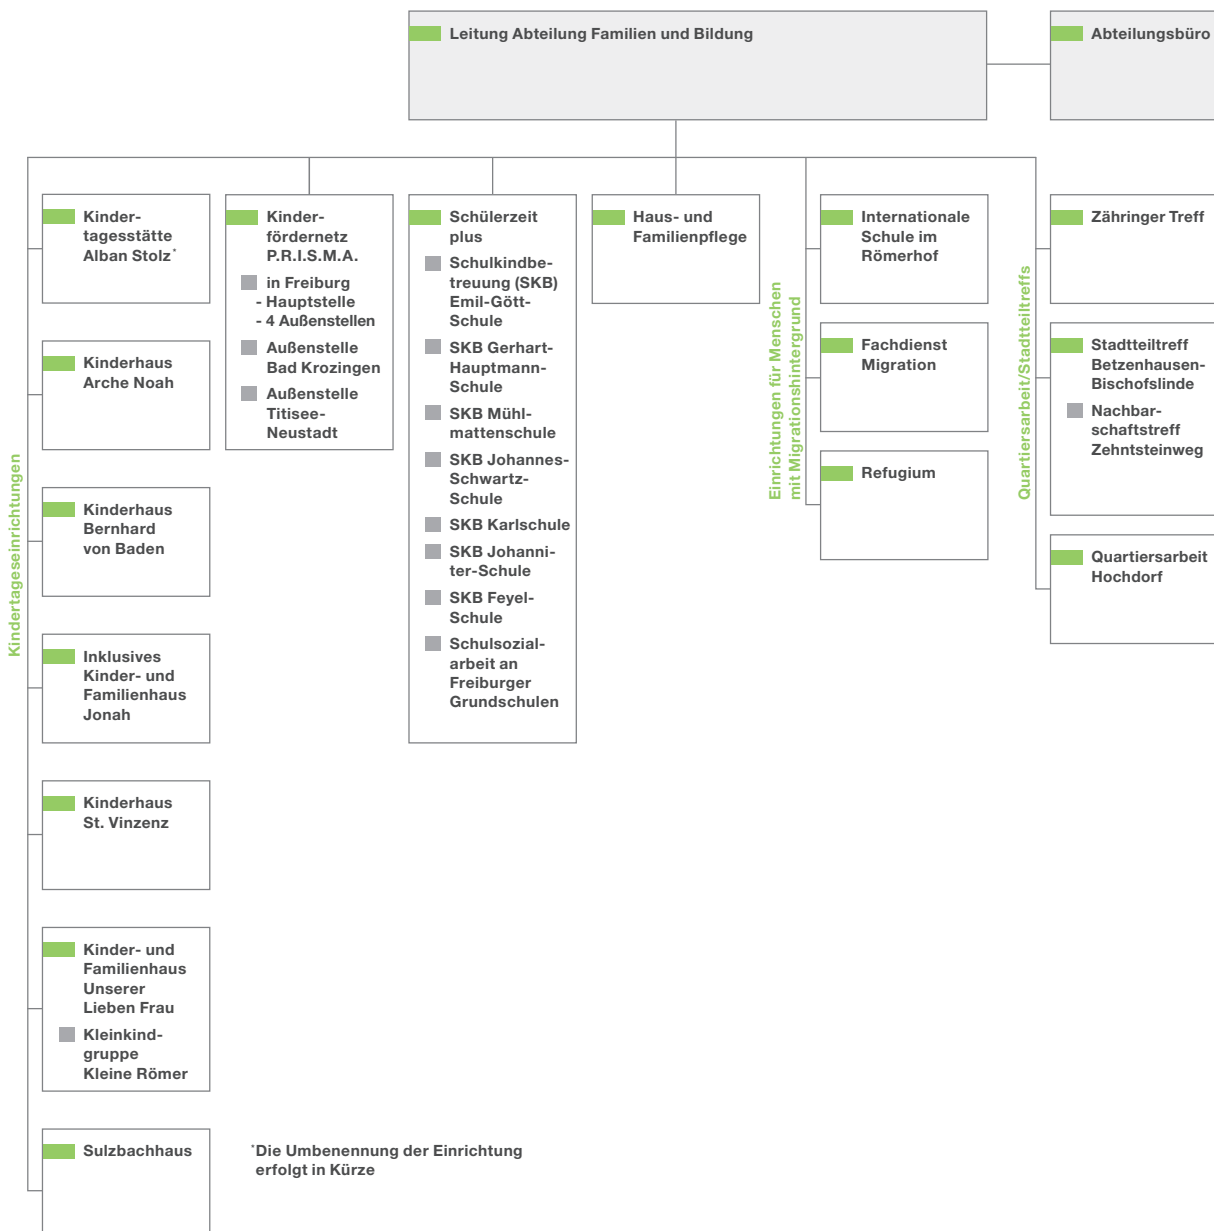 Leitung Abteilung Familien und Bildung
Abteilungsbüro
Kindertageseinrichtungen
Kinder-
tagesstätte
Alban Stolz*
Kinderhaus
Arche Noah
Kinderhaus
Bernhard
von Baden
Inklusives
Kinder- und
Familienhaus
Jonah
Kinderhaus
St. Vinzenz
Kinder- und
Familienhaus
Unserer
Lieben Frau
Kleinkind-
gruppe
Kleine Römer
Sulzbachhaus
Kinder-
fördernetz
P.R.I.S.M.A.
in Freiburg
- Hauptstelle
- 4 Außenstellen
Außenstelle
Bad Krozingen
Außenstelle
Titisee-
Neustadt
Schülerzeit
plus
Schulkindbe-
treuung (SKB)
Emil-Gött-
Schule
SKB Gerhart-
Hauptmann-
Schule
SKB Mühl-
mattenschule
SKB Johannes-
Schwartz-
Schule
SKB Karlschule
SKB Johanni-
ter-Schule
SKB Feyel-
Schule
Schulsozial-
arbeit an
Freiburger
Grundschulen
Haus- und
Familienpflege
Einrichtungen für Menschen
mit Migrationshintergrund
Internationale
Schule im
Römerhof
Fachdienst
Migration
Refugium
Quartiersarbeit/Stadtteiltreffs
Zähringer Treff
Stadtteiltreff
Betzenhausen-
Bischofslinde
Nachbar-
schaftstreff
Zehntsteinweg
Quartiersarbeit
Hochdorf
*Die Umbenennung der Einrichtung
erfolgt in Kürze